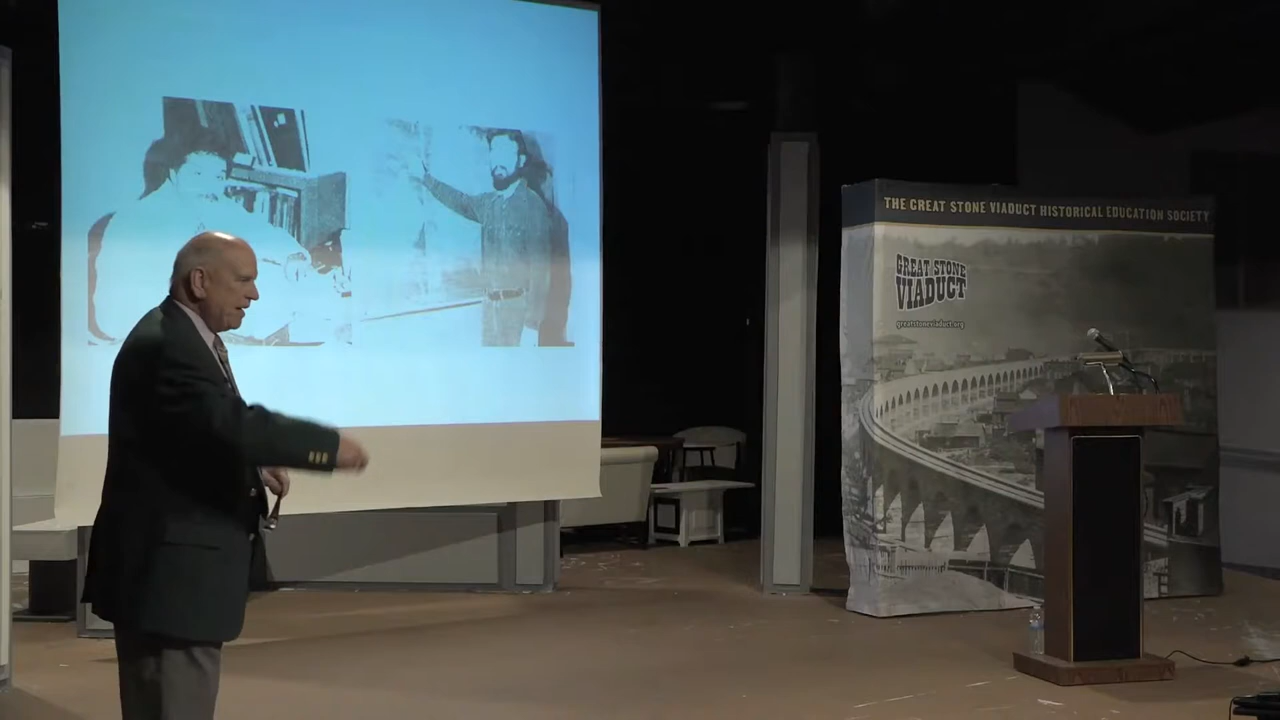 THE GREAT STONE VIADUCT HISTORICAL EDUCATION SOCIETY
GREAT STONE
VIADUCT
greatstoneviaduct.org